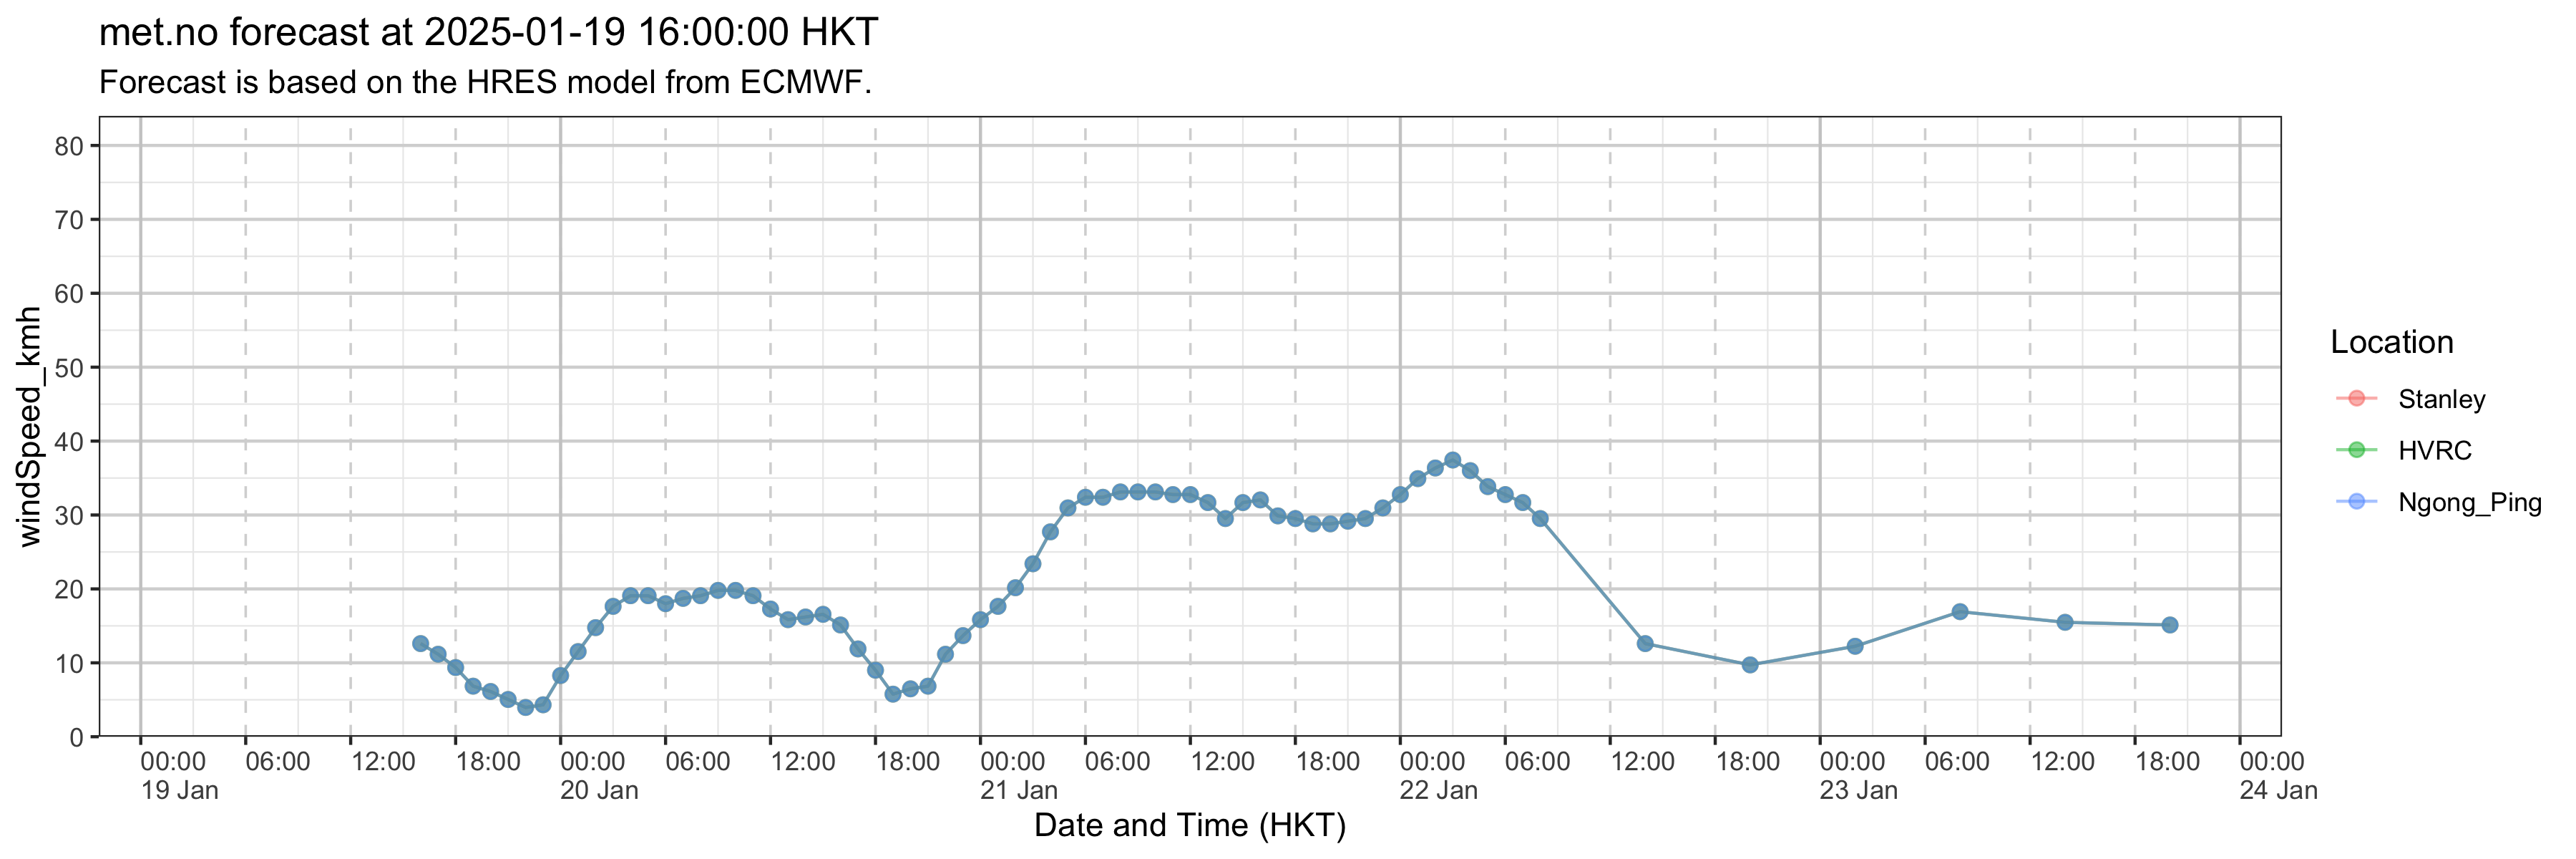 met.no forecast at 2025-01-19 16:00:00 HKT
Forecast is based on the HRES model from ECMWF.
windSpeed_kmh
80
70
60
50
40
30
20
10
0
00:00 06:00 12:00 18:00 00:00 06:00 12:00 18:00 00:00 06:00 12:00 18:00 00:00 06:00 12:00 18:00 00:00 06:00 12:00 18:00 00:00
19 Jan 20 Jan 21 Jan 22 Jan 23 Jan 24 Jan
Date and Time (HKT)
Location
Stanley
HVRC
Ngong_Ping